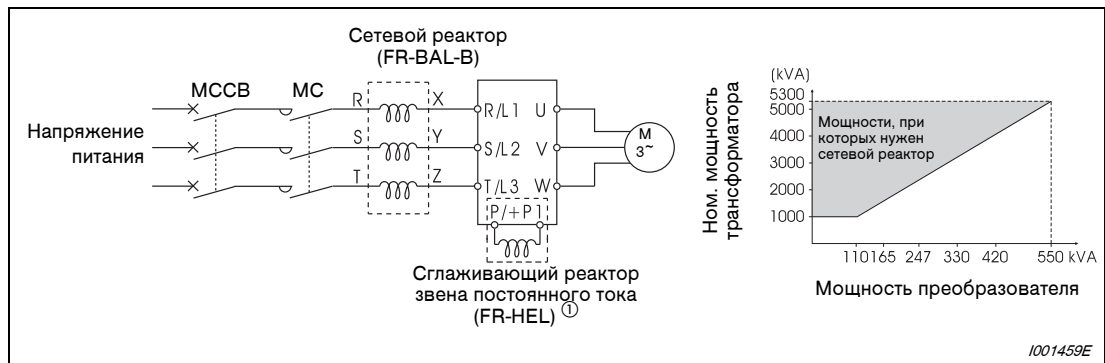 Сетевой реактор
(FR-BAL-B)
MCCB
MC
R
X
R/L1
U
S
Y
S/L2
V
T
Z
T/L3
W
P/+
P1
M
3~
Напряжение
питания
Сглаживающий реактор
звена постоянного тока
(FR-HEL) ①
Ном. мощность
трансформатора
(kVA)
5300
5000
4000
3000
2000
1000
Мощности, при
которых нужен
сетевой реактор
110 165 247 330 420 550 kVA
Мощность преобразователя
I001459E